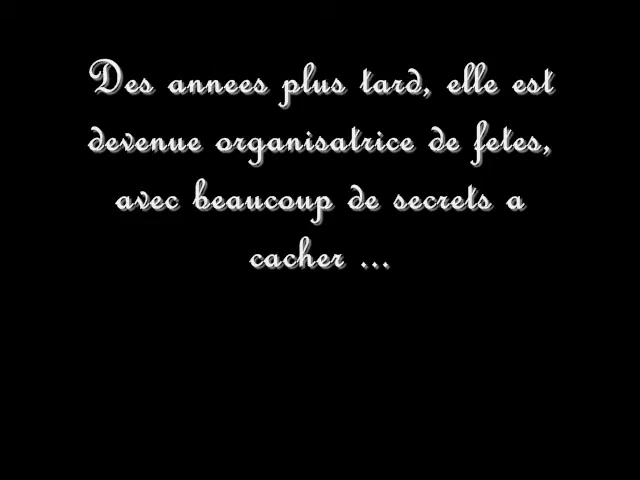 Des annees plus tard, elle est
devenue organisatrice de fetes,
avec beaucoup de secrets a
cacher ...